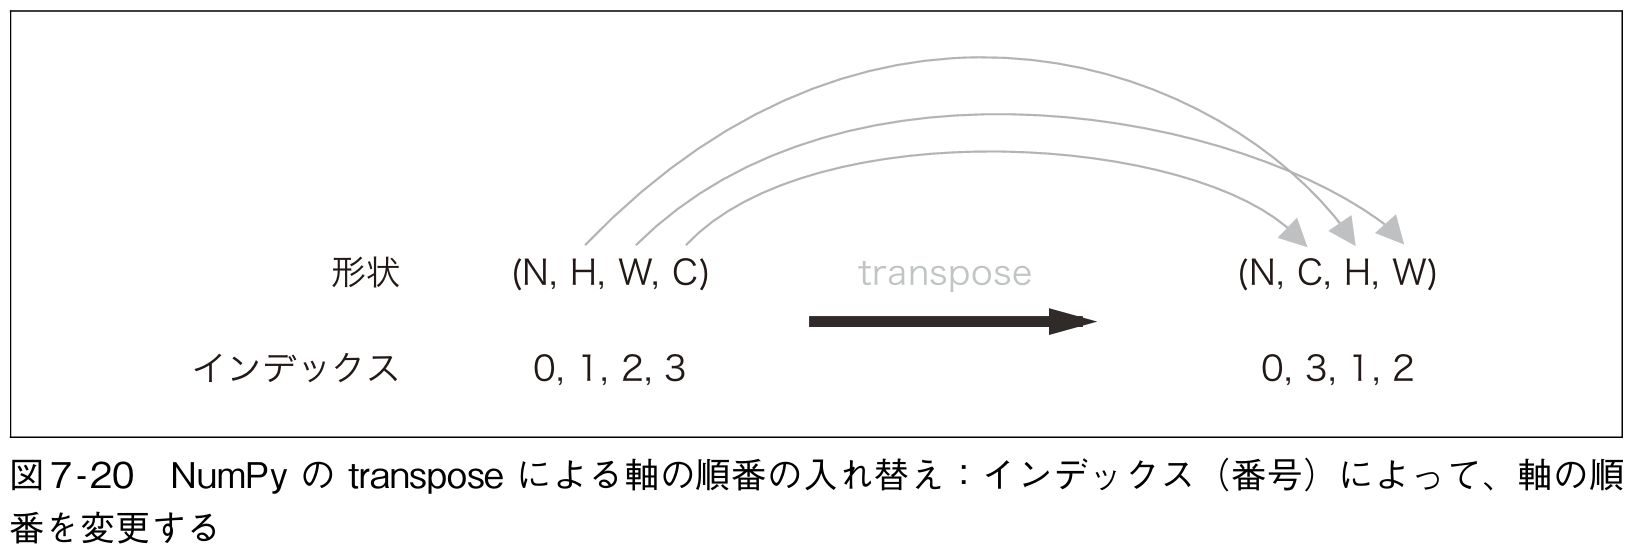 形状 (N, H, W, C) transpose (N, C, H, W)
インデックス 0, 1, 2, 3 0, 3, 1, 2
図7-20 NumPy の transpose による軸の順番の入れ替え：インデックス（番号）によって、軸の順
番を変更する